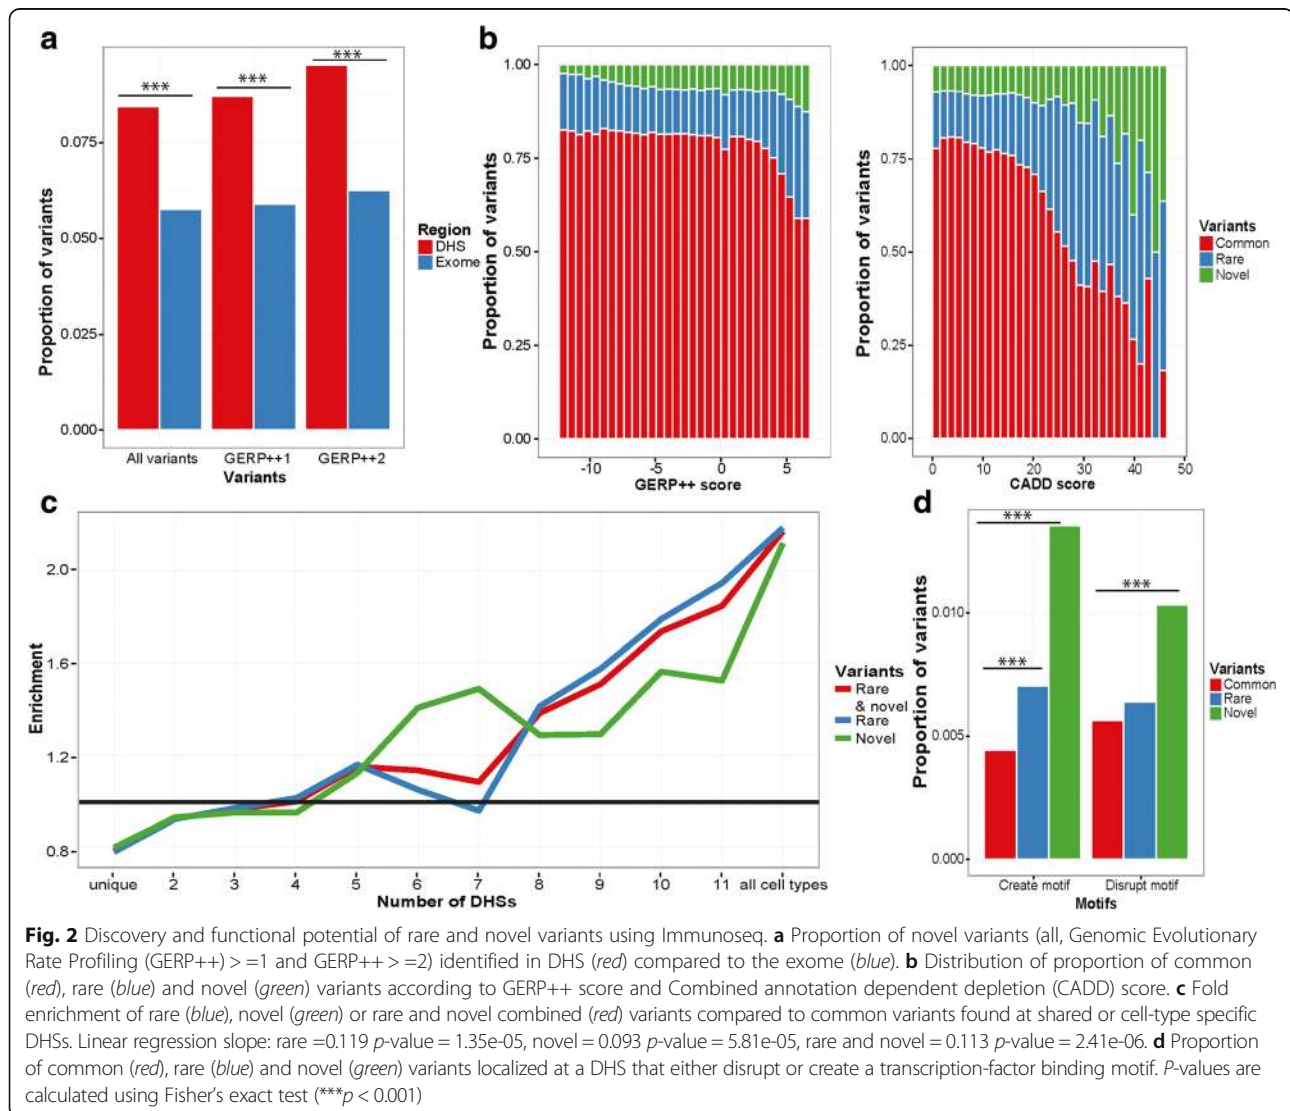 a
***
***
***
Proportion of variants
0.075
0.050
0.025
0.000
All variants
GERP++1
GERP++2
Variants
Region
DHS
Exome
b
Proportion of variants
1.00
0.75
0.50
0.25
0.00
-10
-5
0
5
GERP++ score
Proportion of variants
1.00
0.75
0.50
0.25
0.00
0
10
20
30
40
50
CADD score
Variants
Common
Rare
Novel
c
Enrichment
2.0
1.6
1.2
0.8
unique
2
3
4
5
6
7
8
9
10
11
all cell types
Number of DHSs
Variants
Rare
& novel
Rare
Novel
d
***
***
***
Proportion of variants
0.010
0.005
0.000
Create motif
Disrupt motif
Motifs
Variants
Common
Rare
Novel
Fig. 2 Discovery and functional potential of rare and novel variants using Immunoseq. a Proportion of novel variants (all, Genomic Evolutionary
Rate Profiling (GERP++) > =1 and GERP++ > =2) identified in DHS (red) compared to the exome (blue). b Distribution of proportion of common
(red), rare (blue) and novel (green) variants according to GERP++ score and Combined annotation dependent depletion (CADD) score. c Fold
enrichment of rare (blue), novel (green) or rare and novel combined (red) variants compared to common variants found at shared or cell-type specific
DHSs. Linear regression slope: rare =0.119 p-value = 1.35e-05, novel = 0.093 p-value = 5.81e-05, rare and novel = 0.113 p-value = 2.41e-06. d Proportion
of common (red), rare (blue) and novel (green) variants localized at a DHS that either disrupt or create a transcription-factor binding motif. P-values are
calculated using Fisher's exact test (***p < 0.001)